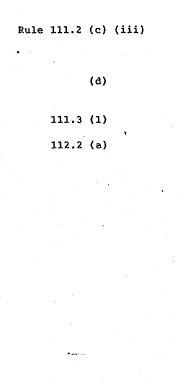 Rule 111.2 (c) (iii)
(d)
111.3 (1)
112.2 (a)